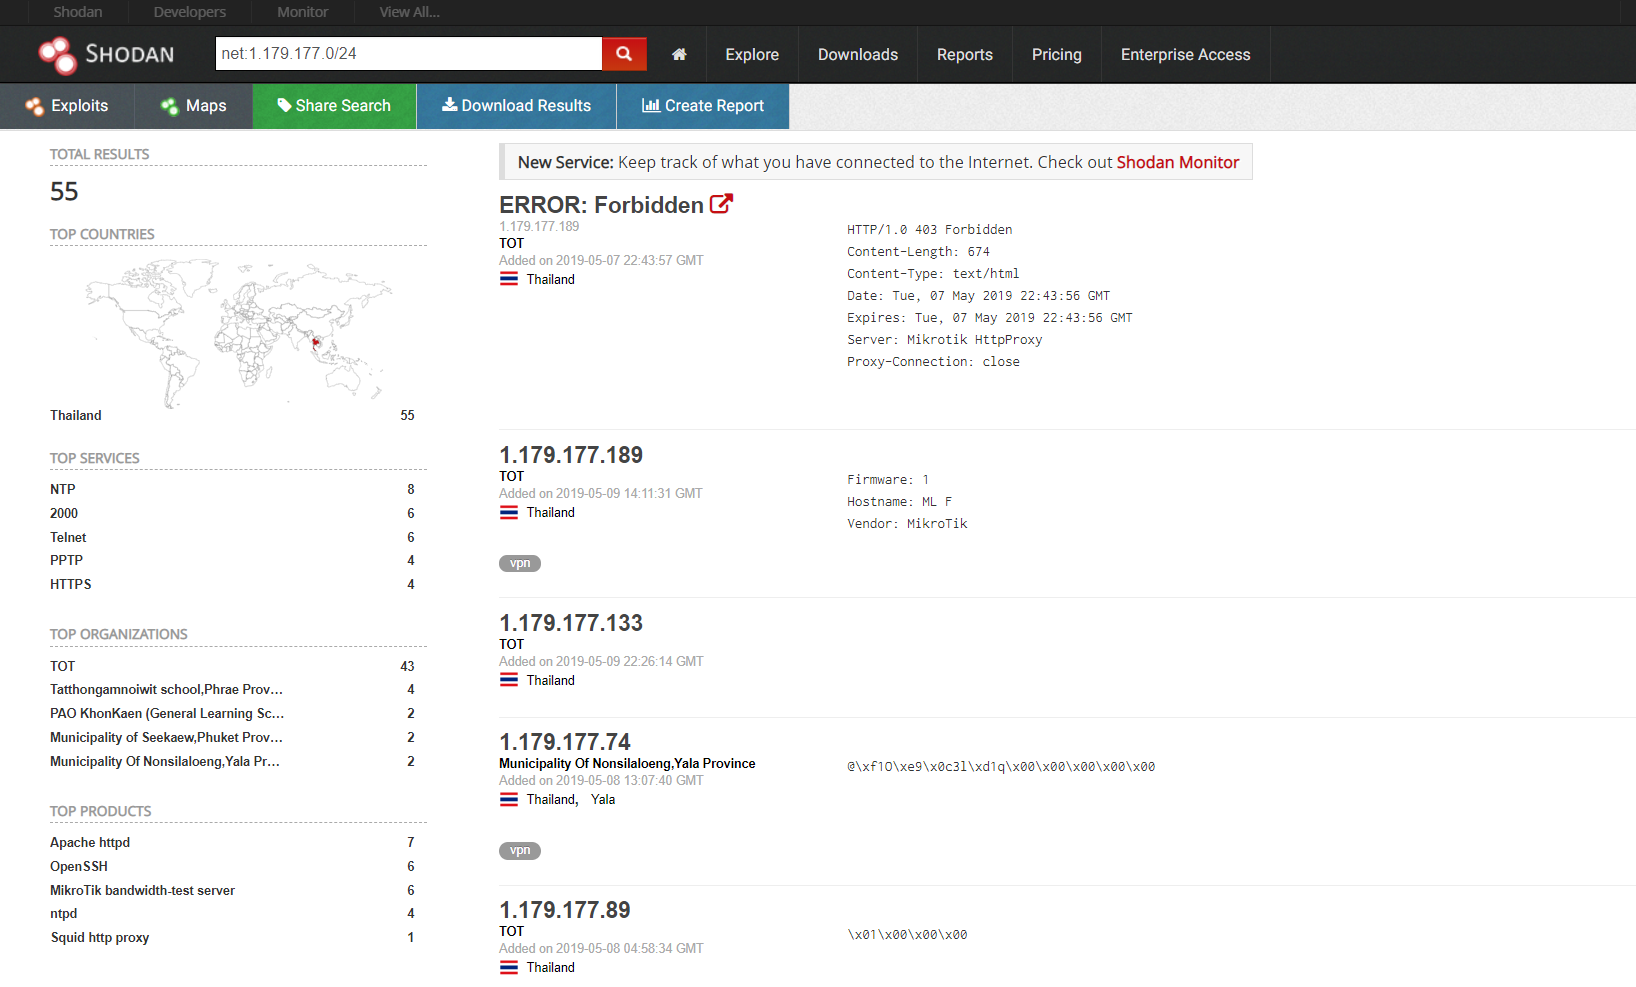 Shodan Developers Monitor View All...
SHODAN net:1.179.177.0/24 Explore Downloads Reports Pricing Enterprise Access
Exploits Maps Share Search Download Results Create Report
TOTAL RESULTS
55
TOP COUNTRIES
Thailand 55
TOP SERVICES
NTP 8
2000 6
Telnet 6
PPTP 4
HTTPS 4
TOP ORGANIZATIONS
TOT 43
Tatthongamnoiwit school,Phrae Prov... 4
PAO KhonKaen (General Learning Sc... 2
Municipality of Seekaew,Phuket Prov... 2
Municipality Of Nonsilaloeng,Yala Pr... 2
TOP PRODUCTS
Apache httpd 7
OpenSSH 6
MikroTik bandwidth-test server 6
ntpd 4
Squid http proxy 1
New Service: Keep track of what you have connected to the Internet. Check out Shodan Monitor
ERROR: Forbidden
1.179.177.189
TOT
Added on 2019-05-07 22:43:57 GMT
Thailand
HTTP/1.0 403 Forbidden
Content-Length: 674
Content-Type: text/html
Date: Tue, 07 May 2019 22:43:56 GMT
Expires: Tue, 07 May 2019 22:43:56 GMT
Server: Mikrotik HttpProxy
Proxy-Connection: close
1.179.177.189
TOT
Added on 2019-05-09 14:11:31 GMT
Thailand
vpn
Firmware: 1
Hostname: ML F
Vendor: MikroTik
1.179.177.133
TOT
Added on 2019-05-09 22:26:14 GMT
Thailand
1.179.177.74
Municipality Of Nonsilaloeng,Yala Province
Added on 2019-05-08 13:07:40 GMT
Thailand, Yala
vpn
@\xf1O\xe9\x0c3l\xd1q\x00\x00\x00\x00\x00
1.179.177.89
TOT
Added on 2019-05-08 04:58:34 GMT
Thailand
\x01\x00\x00\x00